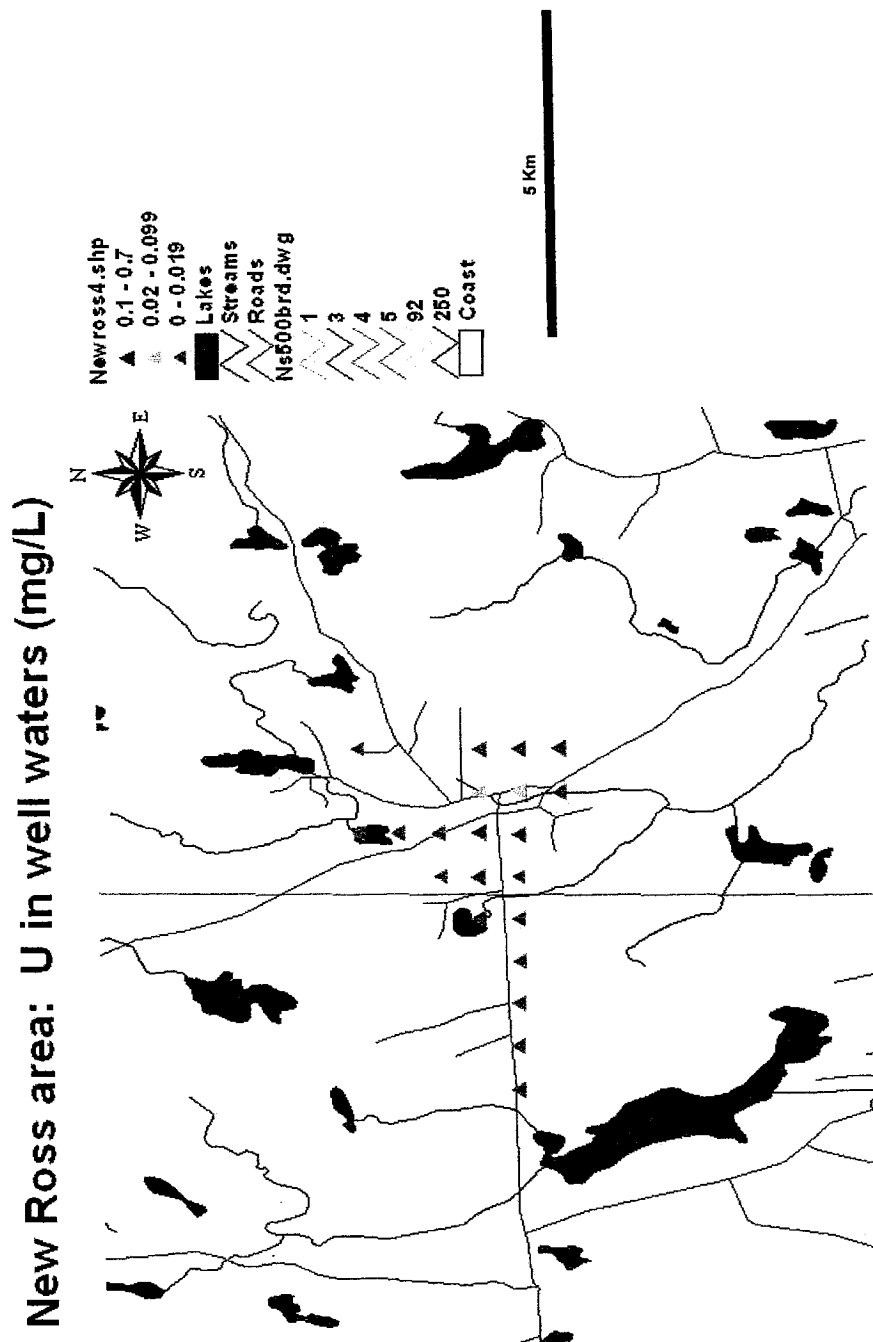 New Ross area: U in well waters (mg/L)
N
W
E
S
Newross4.shp
0.1 - 0.7
0.02 - 0.099
0 - 0.019
Lakes
Streams
Roads
Ns500brd.dwg
1
3
4
5
92
250
Coast
5 Km